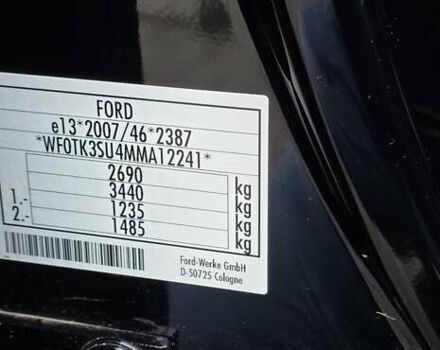 FORD
e13*2007/46*2387
*WF0TK3SU4MMA12241*
2690 kg
3440 kg
1.- 1235 kg
2.- 1485 kg
Ford-Werke GmbH
D-50725 Cologne